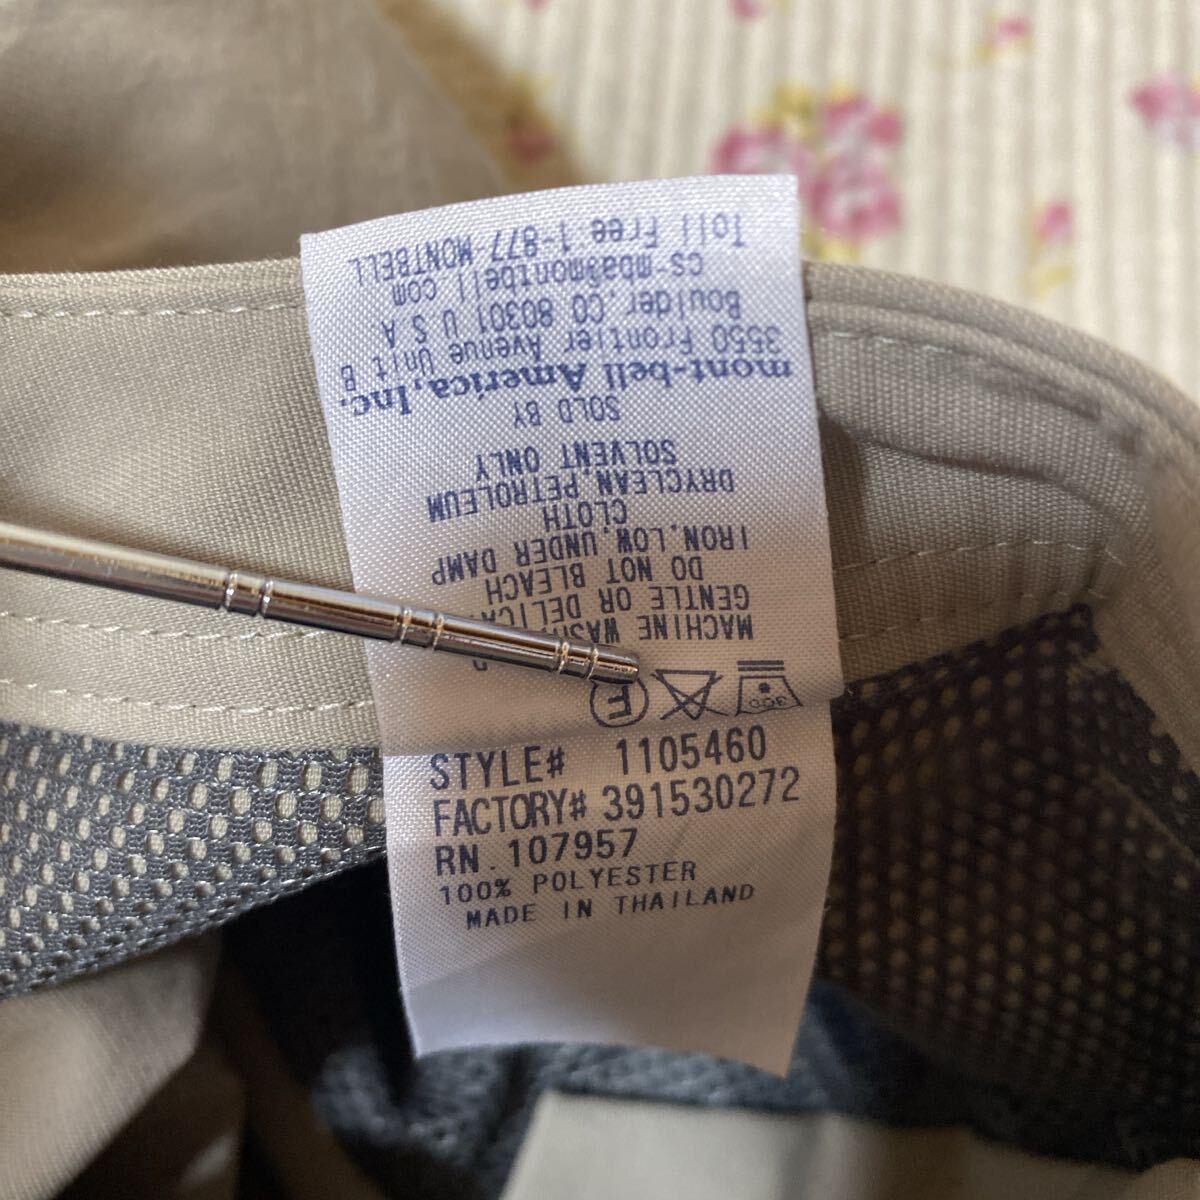 STYLE# 1105460
FACTORY# 391530272
RN. 107957
100% POLYESTER
MADE IN THAILAND
F 300
MACHINE WASH,
GENTLE OR
DO NOT BLEACH
IRON,LOW,UNDER DAMP
CLOTH
DRYCLEAN,PETROLEUM
SOLVENT ONLY
SOLD BY
mont-bell America,Inc.
3550 Frontier Avenue Unit B
Boulder,CO 80301 U S A
cs-mba@montbell com
Toll Free:1-877-MONTBELL